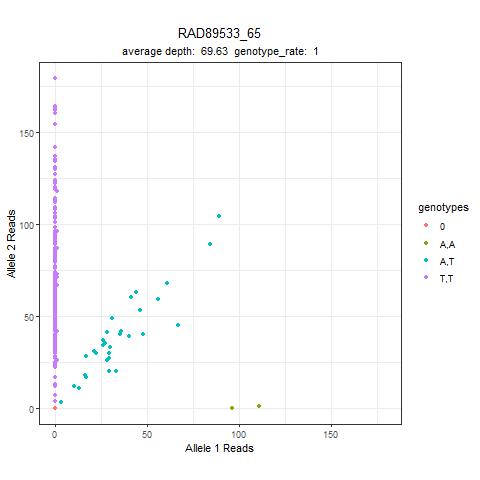 RAD89533_65
average depth:  69.63  genotype_rate:  1
150
100
50
0
Allele 2 Reads
0 50 100 150
Allele 1 Reads
genotypes
0
A,A
A,T
T,T